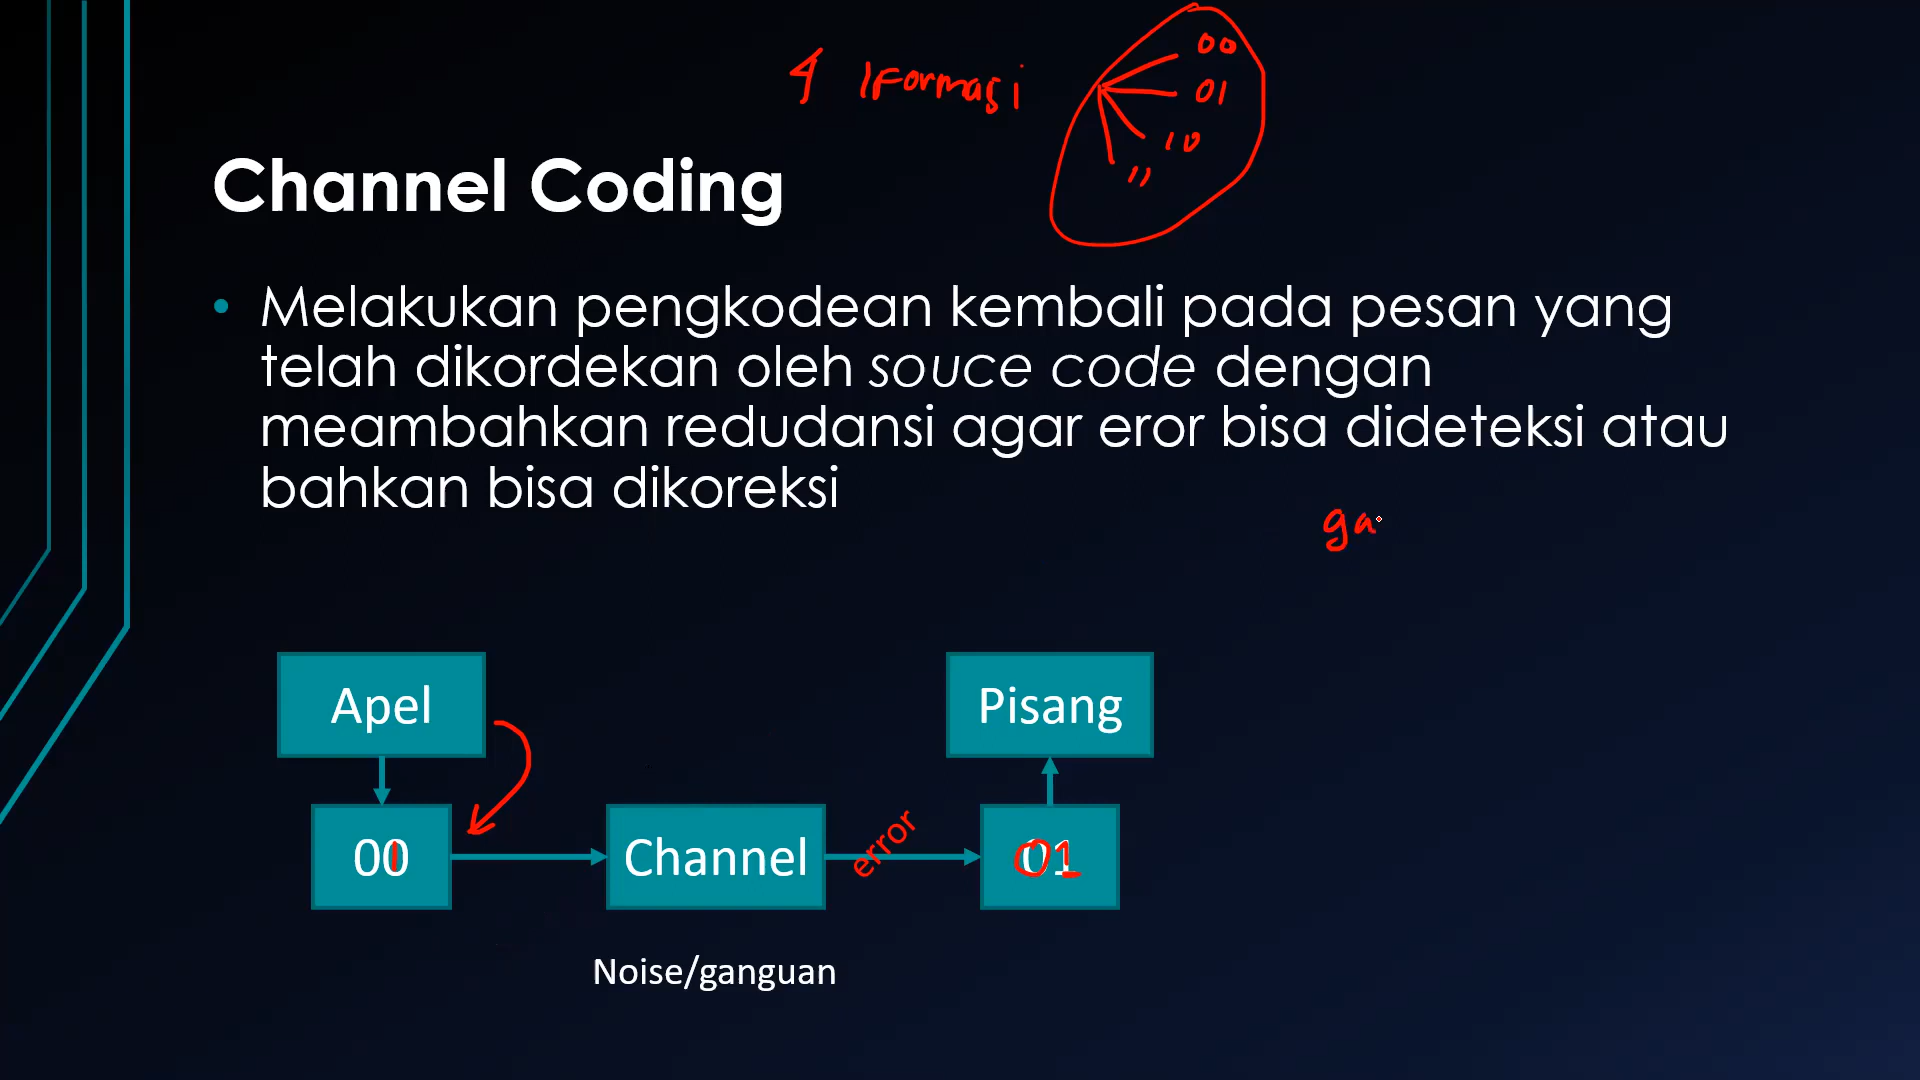 4 IFormasi
00
01
10
11
Channel Coding
• Melakukan pengkodean kembali pada pesan yang
telah dikordekan oleh souce code dengan
meambahkan redudansi agar eror bisa dideteksi atau
bahkan bisa dikoreksi
ga
Apel
Pisang
00
Channel
error
01
Noise/ganguan